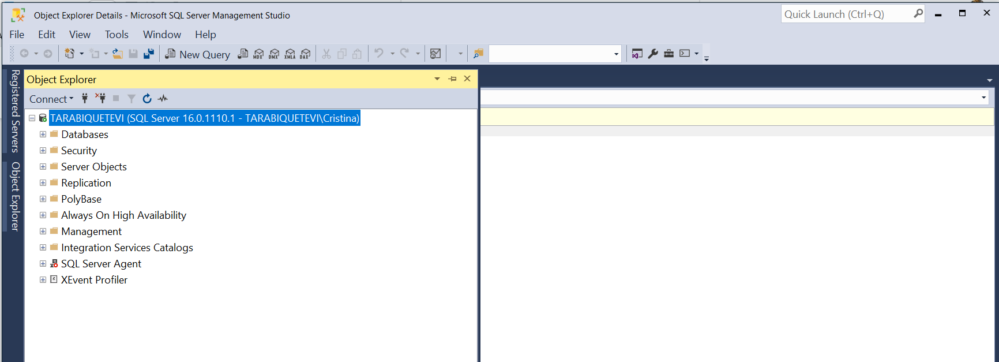 Object Explorer Details - Microsoft SQL Server Management Studio
Quick Launch (Ctrl+Q)
File Edit View Tools Window Help
New Query MDX DMX XMLA DAX
Registered Servers
Object Explorer
Object Explorer
Connect
TARABIQUETEVI (SQL Server 16.0.1110.1 - TARABIQUETEVI\Cristina)
Databases
Security
Server Objects
Replication
PolyBase
Always On High Availability
Management
Integration Services Catalogs
SQL Server Agent
XEvent Profiler